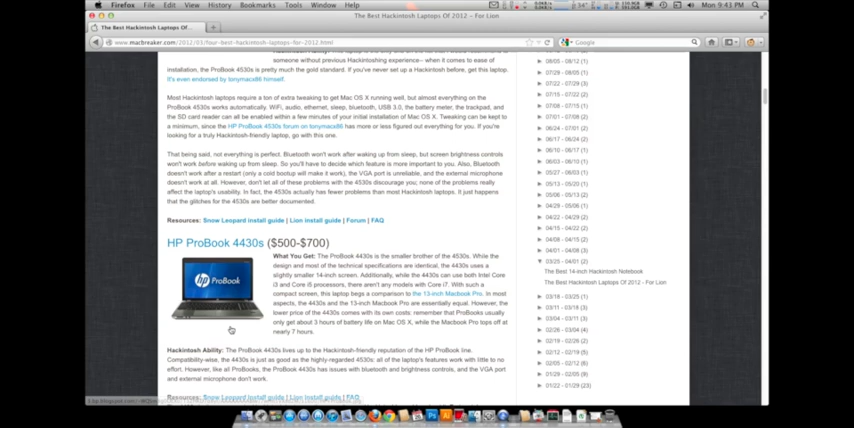 Firefox File Edit View History Bookmarks Tools Window Help
34° Mon 9:43 PM
The Best Hackintosh Laptops Of 2012 - For Lion
The Best Hackintosh Laptops Of...
www.macbreaker.com/2012/03/four-best-hackintosh-laptops-for-2012.html
Google
someone without previous Hackintoshing experience-- when it comes to ease of
installation, the ProBook 4530s is pretty much the gold standard. If you've never set up a Hackintosh before, get this laptop.
It's even endorsed by tonymacx86 himself.
Most Hackintosh laptops require a ton of extra tweaking to get Mac OS X running well, but almost everything on the
ProBook 4530s works automatically. WiFi, audio, ethernet, sleep, bluetooth, USB 3.0, the battery meter, the trackpad, and
the SD card reader can all be enabled within a few minutes of your initial installation of Mac OS X. Tweaking can be kept to
a minimum, since the HP ProBook 4530s forum on tonymacx86 has more or less figured out everything for you. If you're
looking for a truly Hackintosh-friendly laptop, go with this one.
That being said, not everything is perfect. Bluetooth won't work after waking up from sleep, but screen brightness controls
won't work before waking up from sleep. So you'll have to decide which feature is more important to you. Also, Bluetooth
doesn't work after a restart (only a cold bootup will make it work), the VGA port is unreliable, and the external microphone
doesn't work at all. However, don't let all of these problems with the 4530s discourage you; none of the problems really
affect the laptop's usability. In fact, the 4530s actually has fewer problems than most Hackintosh laptops. It just happens
that the glitches of the 4530s are better documented.
Resources: Snow Leopard install guide | Lion install guide | Forum | FAQ
HP ProBook 4430s ($500-$700)
hp ProBook
What You Get: The ProBook 4430s is the smaller brother of the 4530s. While the
design and most of the technical specifications are identical, the 4430s uses a
slightly smaller 14-inch screen. Additionally, while the 4430s can use both Intel Core
i3 and Core i5 processors, there aren't any models with Core i7. With such a
compact screen, this laptop begs a comparison to the 13-inch Macbook Pro. In most
aspects, the 4430s and the 13-inch Macbook Pro are essentially equal. However, the
lower price of the 4430s comes with its own costs: remember that ProBooks usually
only get about 3 hours of battery life on Mac OS X, while the Macbook Pro tops off at
nearly 7 hours.
Hackintosh Ability: The ProBook 4430s lives up to the Hackintosh-friendly reputation of the HP ProBook line.
Compatibility-wise, the 4430s is just as good as the highly-regarded 4530s: all of the laptop's features work with little to no
effort. However, like all ProBooks, the ProBook 4430s has issues with bluetooth and brightness controls, and the VGA port
and external microphone don't work.
Snow Leopard install guide | Lion install guide | FAQ
08/05 - 08/12 (1)
07/29 - 08/05 (2)
07/22 - 07/29 (3)
07/15 - 07/22 (2)
07/08 - 07/15 (2)
07/01 - 07/08 (2)
06/24 - 07/01 (2)
06/17 - 06/24 (2)
06/10 - 06/17 (2)
06/03 - 06/10 (1)
05/27 - 06/03 (1)
05/13 - 05/20 (1)
05/06 - 05/13 (2)
04/29 - 05/06 (1)
04/22 - 04/29 (2)
04/15 - 04/22 (2)
04/08 - 04/15 (2)
04/01 - 04/08 (3)
03/25 - 04/01 (2)
The Best 14-inch Hackintosh Notebook
The Best Hackintosh Laptops Of 2012 - For Lion
03/18 - 03/25 (1)
03/11 - 03/18 (3)
03/04 - 03/11 (3)
02/26 - 03/04 (4)
02/19 - 02/26 (2)
02/12 - 02/19 (5)
02/05 - 02/12 (6)
01/29 - 02/05 (9)
01/22 - 01/29 (23)